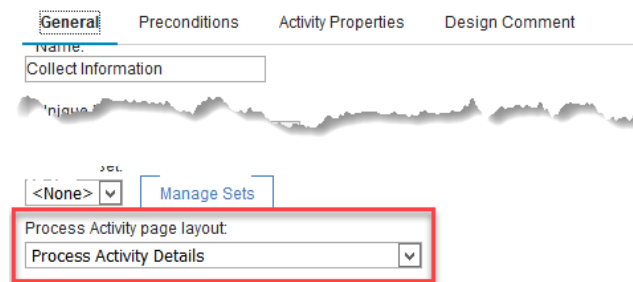 General Preconditions Activity Properties Design Comment
Name:
Collect Information
<None> Manage Sets
Process Activity page layout:
Process Activity Details